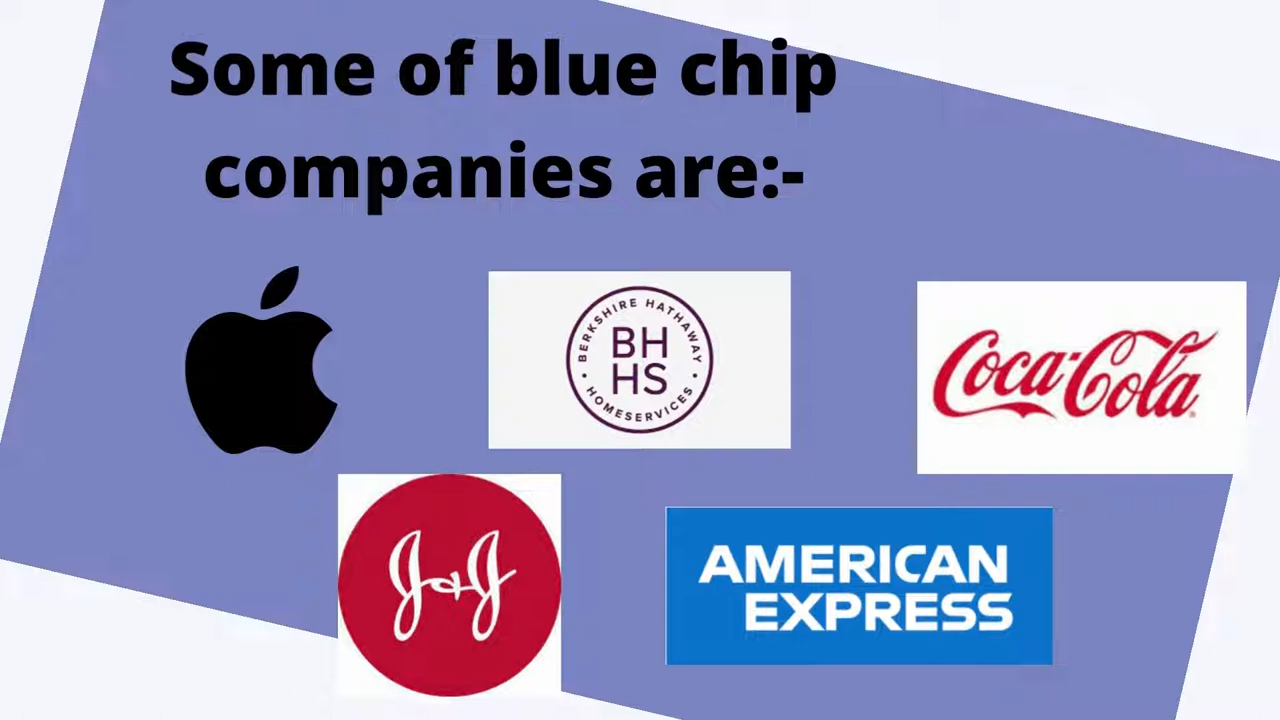 Some of blue chip
companies are:-
BERKSHIRE HATHAWAY
BH
HS
HOMESERVICES
Coca-Cola
J&J
AMERICAN
EXPRESS